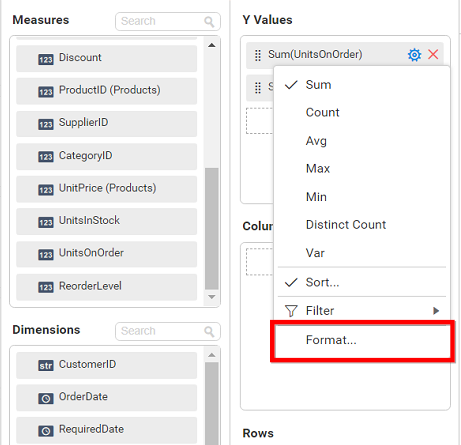 Measures
Search
123 Discount
123 ProductID (Products)
123 SupplierID
123 CategoryID
123 UnitPrice (Products)
123 UnitsInStock
123 UnitsOnOrder
123 ReorderLevel
Dimensions
Search
str CustomerID
OrderDate
RequiredDate
Y Values
Sum(UnitsOnOrder)
S
Sum
Count
Avg
Max
Min
Distinct Count
Var
Sort...
Filter
Format...
Colu
Rows